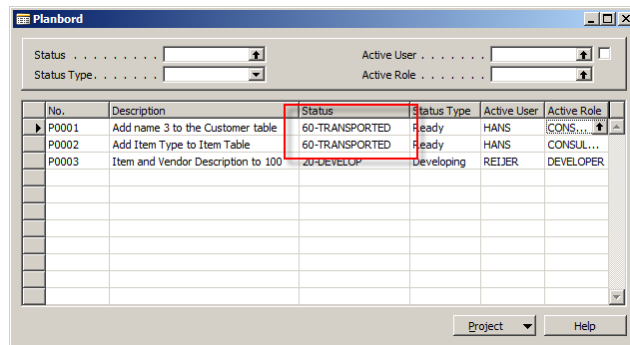 Planbord
Status . . . . . . . . . Active User . . . . . . .
Status Type. . . . . . . Active Role . . . . . . .
No. Description Status Status Type Active User Active Role
P0001 Add name 3 to the Customer table 60-TRANSPORTED Ready HANS CONS...
P0002 Add Item Type to Item Table 60-TRANSPORTED Ready HANS CONSUL...
P0003 Item and Vendor Description to 100 20-DEVELOP Developing REIJER DEVELOPER
Project Help